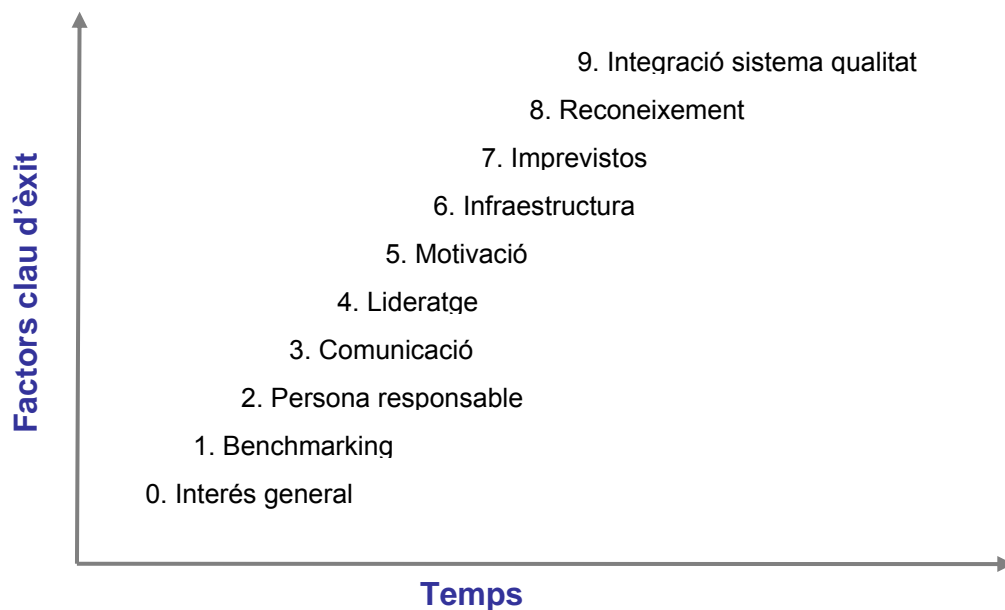 9. Integració sistema qualitat
8. Reconeixement
7. Imprevistos
6. Infraestructura
5. Motivació
4. Lideratge
3. Comunicació
2. Persona responsable
1. Benchmarking
0. Interés general
Factors clau d'èxit
Temps